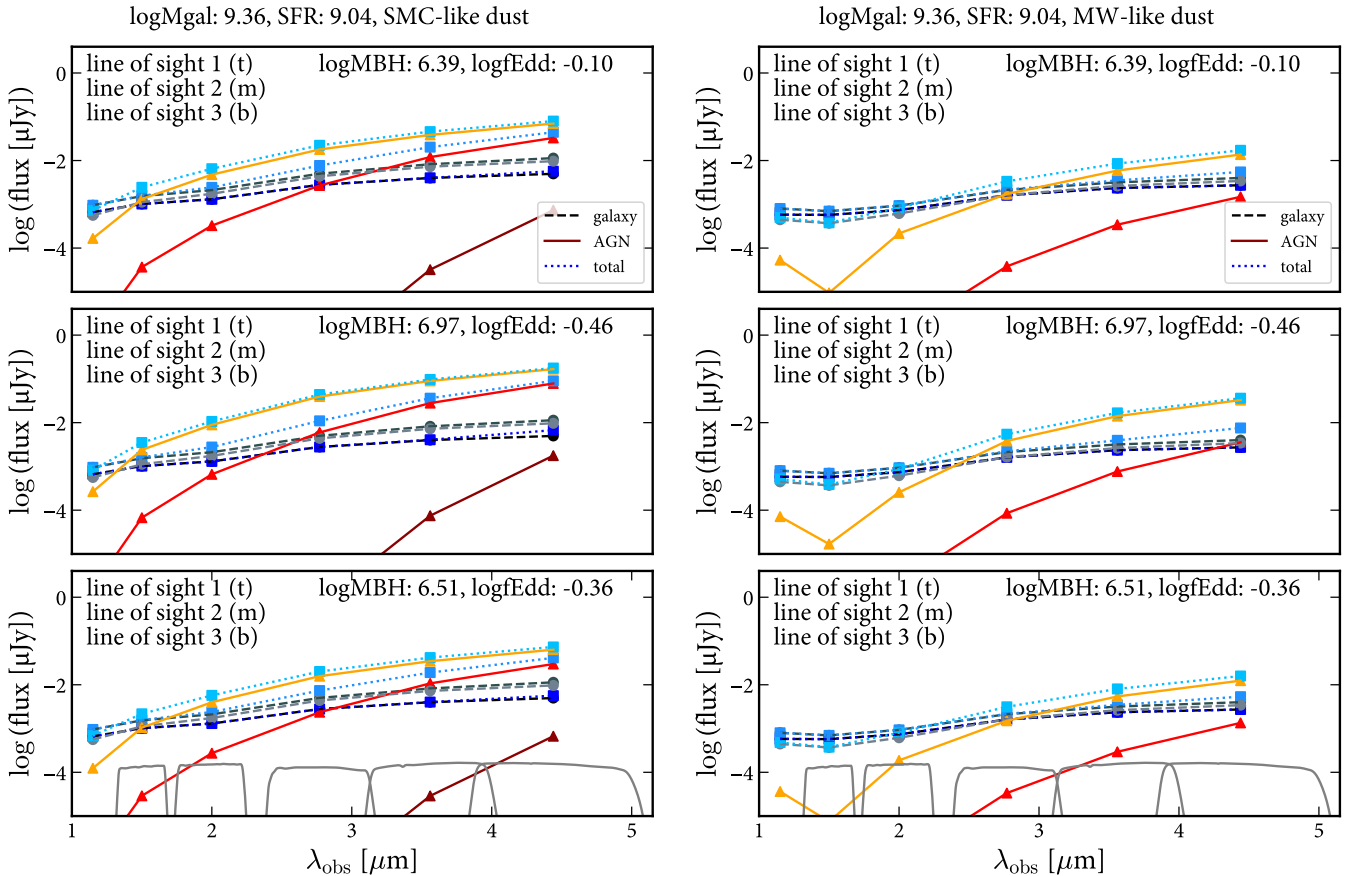 logMgal: 9.36, SFR: 9.04, SMC-like dust
logMgal: 9.36, SFR: 9.04, MW-like dust
line of sight 1 (t)
line of sight 2 (m)
line of sight 3 (b)
logMBH: 6.39, logfEdd: -0.10
0
−2
−4
log (flux [μJy])
galaxy
AGN
total
line of sight 1 (t)
line of sight 2 (m)
line of sight 3 (b)
logMBH: 6.39, logfEdd: -0.10
0
−2
−4
log (flux [μJy])
galaxy
AGN
total
line of sight 1 (t)
line of sight 2 (m)
line of sight 3 (b)
logMBH: 6.97, logfEdd: -0.46
0
−2
−4
log (flux [μJy])
line of sight 1 (t)
line of sight 2 (m)
line of sight 3 (b)
logMBH: 6.97, logfEdd: -0.46
0
−2
−4
log (flux [μJy])
line of sight 1 (t)
line of sight 2 (m)
line of sight 3 (b)
logMBH: 6.51, logfEdd: -0.36
0
−2
−4
log (flux [μJy])
1 2 3 4 5
λobs [μm]
line of sight 1 (t)
line of sight 2 (m)
line of sight 3 (b)
logMBH: 6.51, logfEdd: -0.36
0
−2
−4
log (flux [μJy])
1 2 3 4 5
λobs [μm]